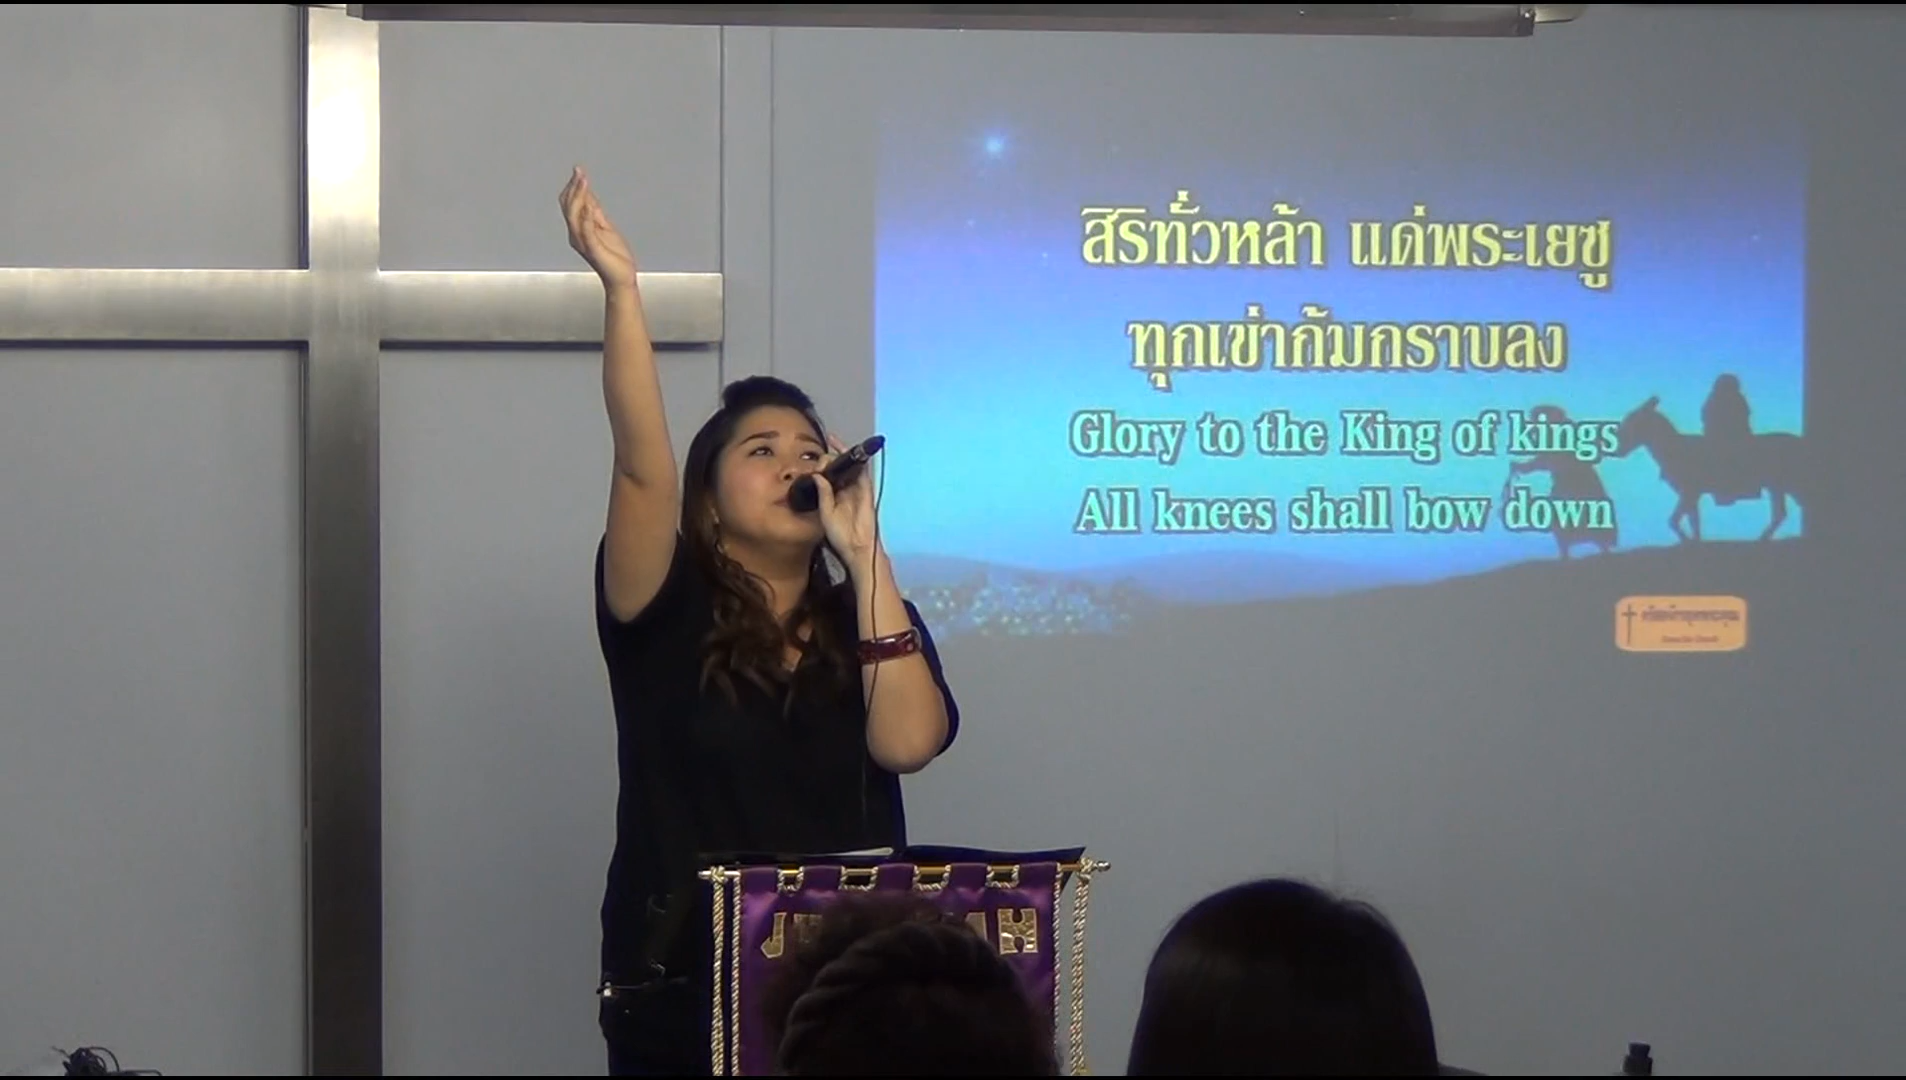 สิริทั่วหล้า แด่พระเยซู
ทุกเข่าก้มกราบลง
Glory to the King of kings
All knees shall bow down